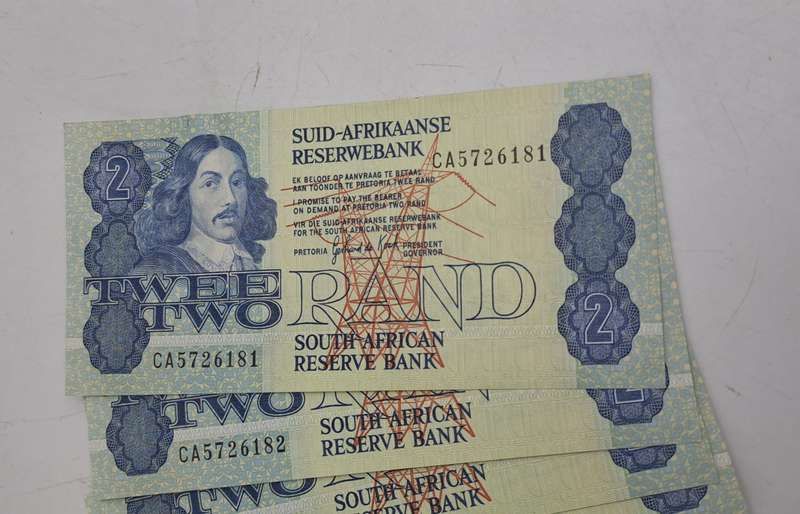 2
SUID-AFRIKAANSE
RESERWEBANK
CA5726181
EK BELOOF OP AANVRAAG TE BETAAL
AAN TOONDER TE PRETORIA TWEE RAND
I PROMISE TO PAY THE BEARER
ON DEMAND AT PRETORIA TWO RAND
VIR DIE SUID-AFRIKAANSE RESERWEBANK
FOR THE SOUTH AFRICAN RESERVE BANK
PRETORIA PRESIDENT
GOVERNOR
TWEE
TWO RAND
2
SOUTH AFRICAN
RESERVE BANK
CA5726181
TWO
SOUTH AFRICAN
RESERVE BANK
CA5726182
TWO
SOUTH AFRICAN
RESERVE BANK